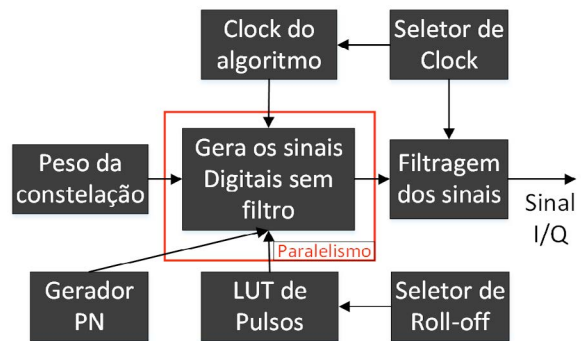 Clock do
algoritmo
Seletor de
Clock
Peso da
constelação
Gera os sinais
Digitais sem
filtro
Filtragem
dos sinais
Sinal
I/Q
Paralelismo
Gerador
PN
LUT de
Pulsos
Seletor de
Roll-off